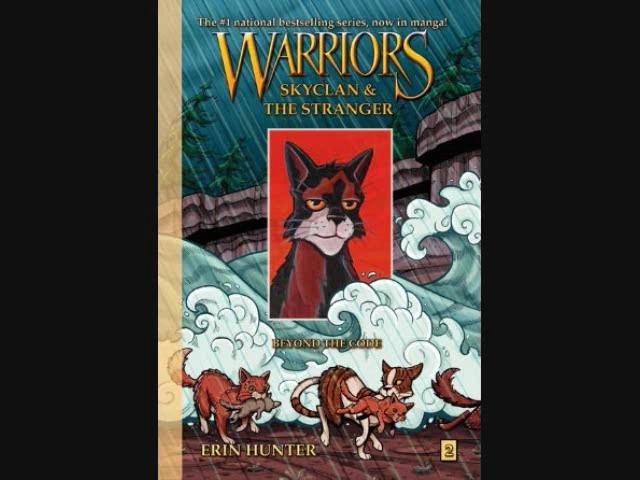 The #1 national bestselling series, now in manga!
WARRIORS
SKYCLAN &
THE STRANGER
BEYOND THE CODE
ERIN HUNTER
2